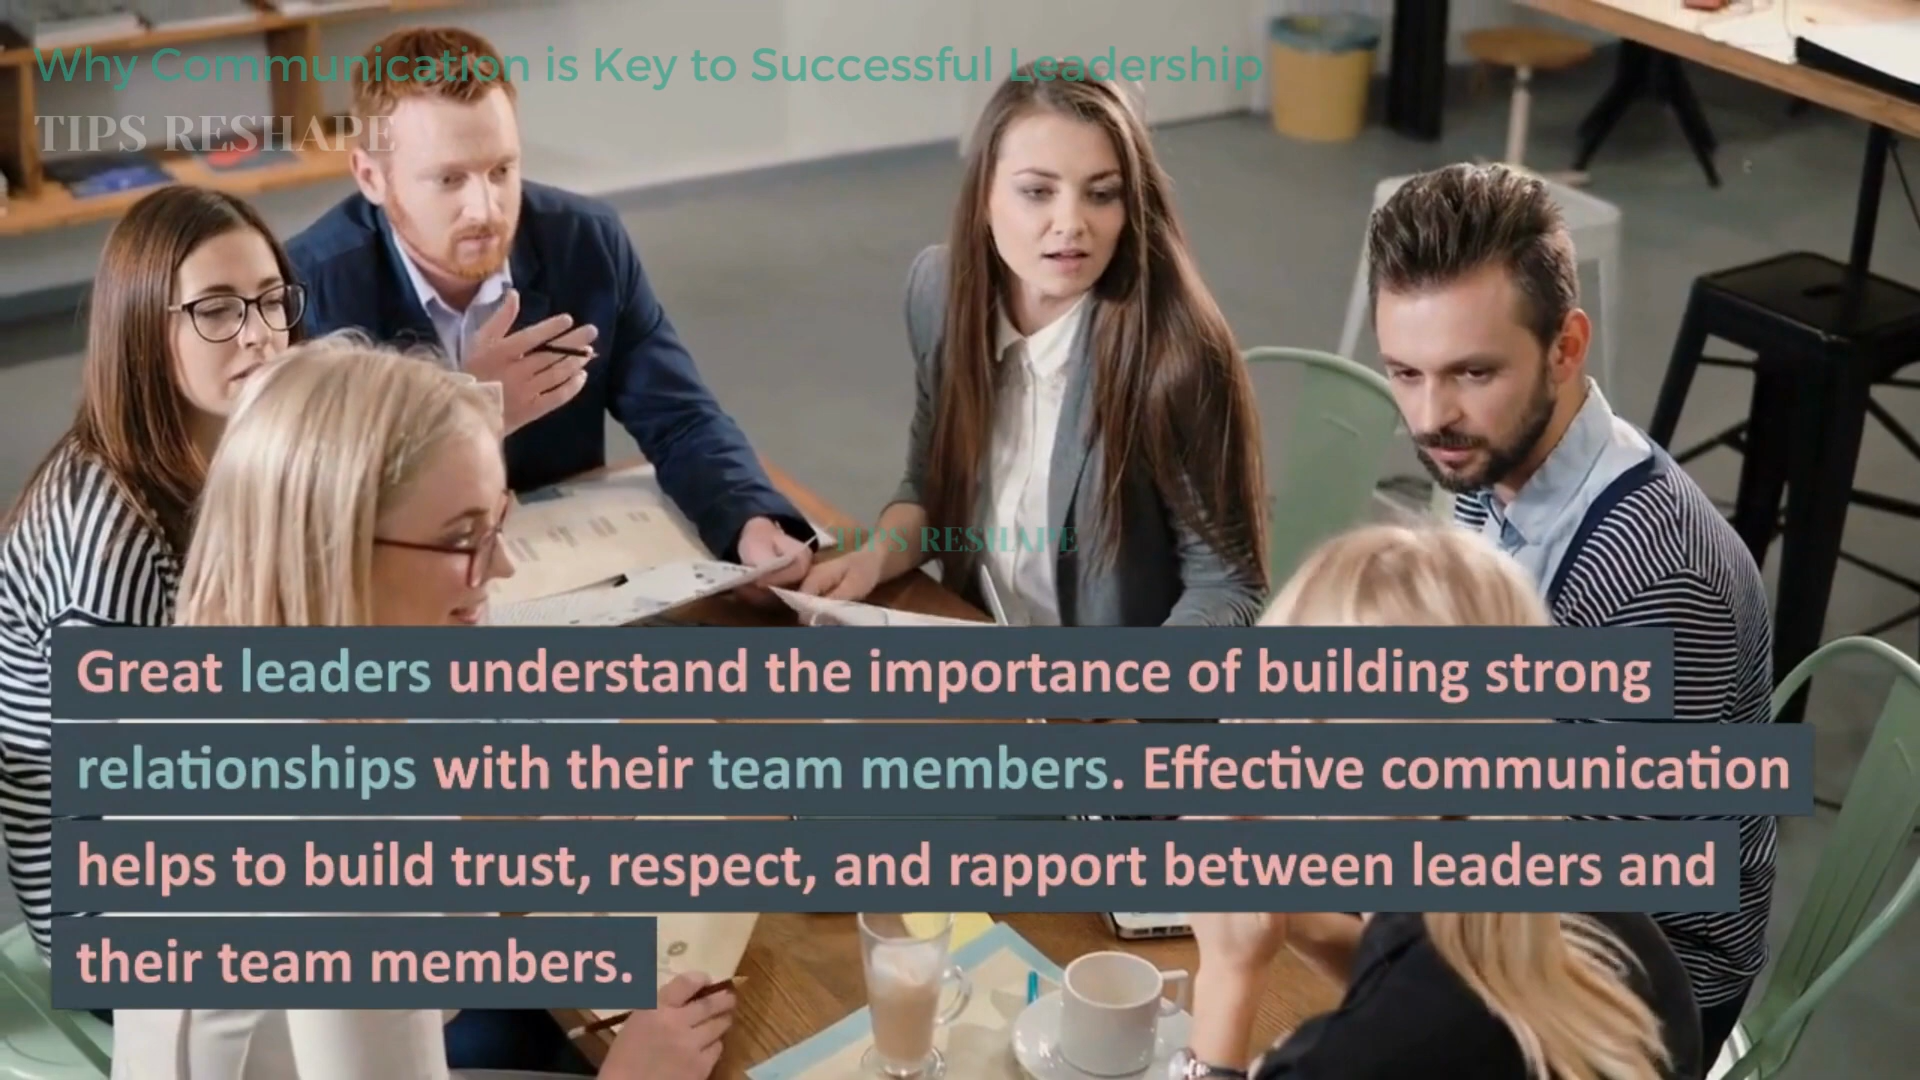 Why Communication is Key to Successful Leadership
TIPS RESHAPE
TIPS RESHAPE
Great leaders understand the importance of building strong
relationships with their team members. Effective communication
helps to build trust, respect, and rapport between leaders and
their team members.